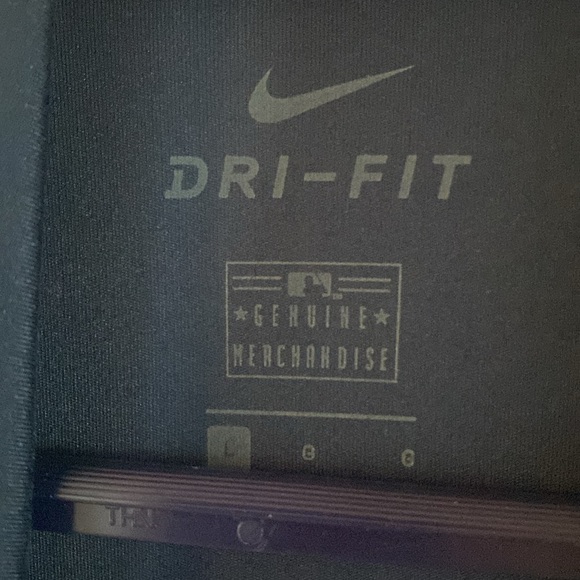 DRI-FIT
GENUINE
MERCHANDISE
L G G